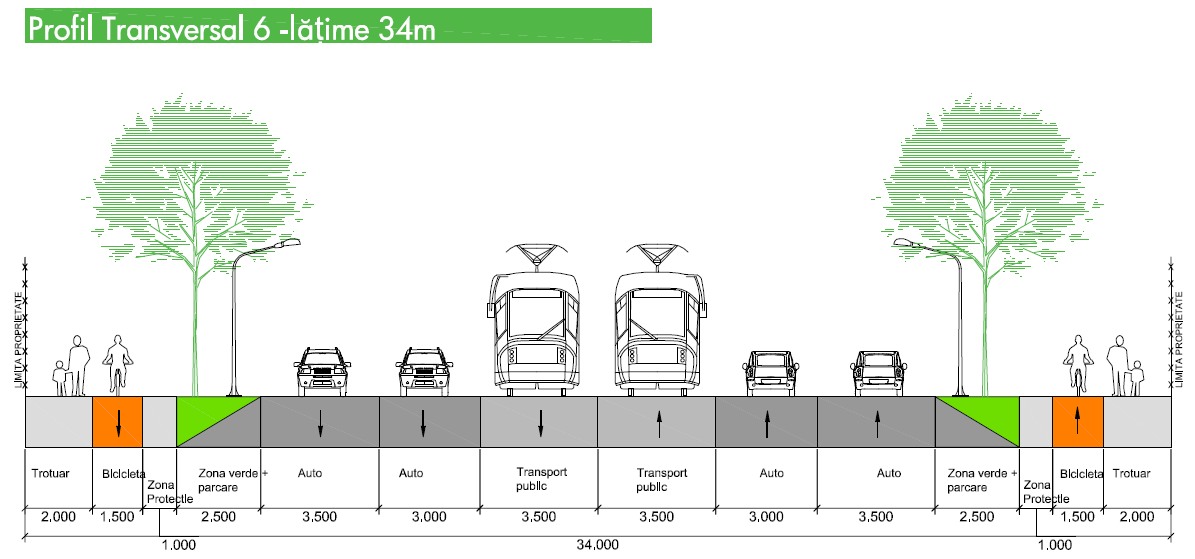 Profil Transversal 6 -lățime 34m
LIMITA PROPRIETATE
LIMITA PROPRIETATE
Trotuar
Bicicleta
Zona
Protectie
Zona verde +
parcare
Auto
Auto
Transport
public
Transport
public
Auto
Auto
Zona verde +
parcare
Zona
Protectie
Bicicleta
Trotuar
2.000
1.500
2.500
3.500
3.000
3.500
3.500
3.000
3.500
2.500
1.500
2.000
1.000
34.000
1.000